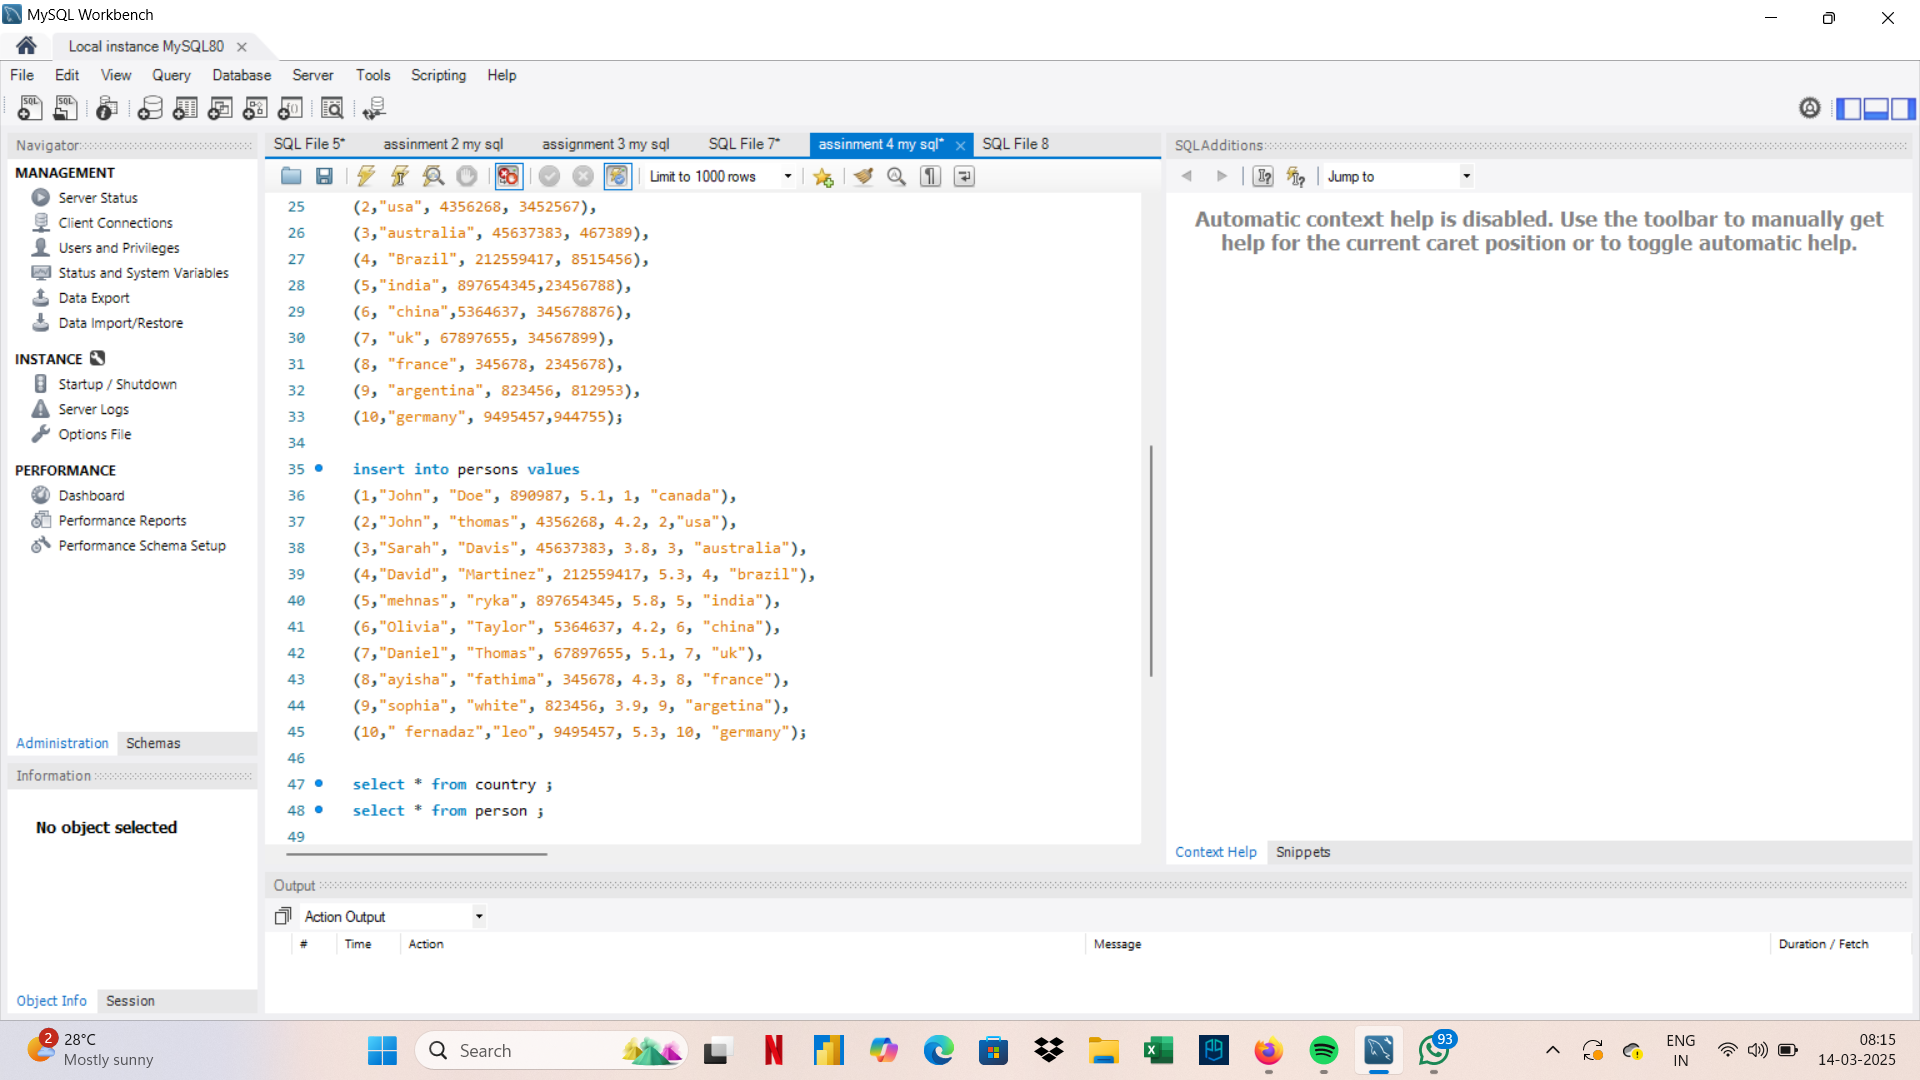 MySQL Workbench
Local instance MySQL80
File Edit View Query Database Server Tools Scripting Help
Navigator
MANAGEMENT
Server Status
Client Connections
Users and Privileges
Status and System Variables
Data Export
Data Import/Restore
INSTANCE
Startup / Shutdown
Server Logs
Options File
PERFORMANCE
Dashboard
Performance Reports
Performance Schema Setup
Administration Schemas
Information
No object selected
Object Info Session
SQL File 5* assinment 2 my sql assignment 3 my sql SQL File 7* assinment 4 my sql* SQL File 8
Limit to 1000 rows
25 (2,"usa", 4356268, 3452567),
26 (3,"australia", 45637383, 467389),
27 (4, "Brazil", 212559417, 8515456),
28 (5,"india", 897654345,23456788),
29 (6, "china",5364637, 345678876),
30 (7, "uk", 67897655, 34567899),
31 (8, "france", 345678, 2345678),
32 (9, "argentina", 823456, 812953),
33 (10,"germany", 9495457,944755);
34
35 insert into persons values
36 (1,"John", "Doe", 890987, 5.1, 1, "canada"),
37 (2,"John", "thomas", 4356268, 4.2, 2,"usa"),
38 (3,"Sarah", "Davis", 45637383, 3.8, 3, "australia"),
39 (4,"David", "Martinez", 212559417, 5.3, 4, "brazil"),
40 (5,"mehnas", "ryka", 897654345, 5.8, 5, "india"),
41 (6,"Olivia", "Taylor", 5364637, 4.2, 6, "china"),
42 (7,"Daniel", "Thomas", 67897655, 5.1, 7, "uk"),
43 (8,"ayisha", "fathima", 345678, 4.3, 8, "france"),
44 (9,"sophia", "white", 823456, 3.9, 9, "argetina"),
45 (10," fernadaz","leo", 9495457, 5.3, 10, "germany");
46
47 select * from country ;
48 select * from person ;
49
SQLAdditions
Jump to
Automatic context help is disabled. Use the toolbar to manually get
help for the current caret position or to toggle automatic help.
Context Help Snippets
Output
Action Output
# Time Action Message Duration / Fetch
2
28°C
Mostly sunny
Search
93
ENG
IN
08:15
14-03-2025